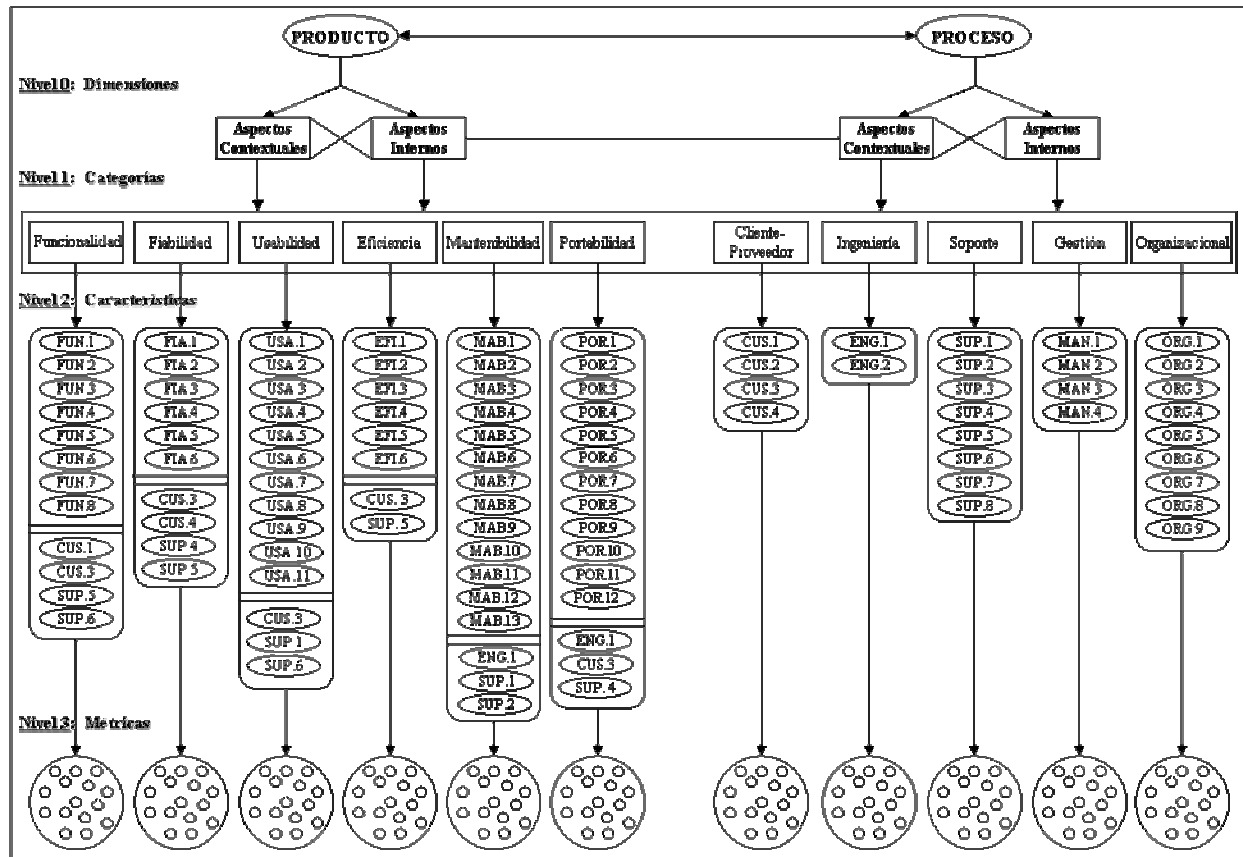 PRODUCTO
PROCESO
Nivel 0: Dimensiones
Aspectos
Contextuales
Aspectos
Internos
Aspectos
Contextuales
Aspectos
Internos
Nivel 1: Categorías
Funcionalidad
Fiabilidad
Usabilidad
Eficiencia
Mantenibilidad
Portabilidad
Cliente-
Proveedor
Ingeniería
Soporte
Gestión
Organizacional
Nivel 2: Características
FUN.1
FUN.2
FUN.3
FUN.4
FUN.5
FUN.6
FUN.7
FUN.8
CUS.1
CUS.3
SUP.5
SUP.6
FIA.1
FIA.2
FIA.3
FIA.4
FIA.5
FIA.6
CUS.3
CUS.4
SUP.4
SUP.5
USA.1
USA.2
USA.3
USA.4
USA.5
USA.6
USA.7
USA.8
USA.9
USA.10
USA.11
CUS.3
SUP.1
SUP.6
EFI.1
EFI.2
EFI.3
EFI.4
EFI.5
EFI.6
CUS. 3
SUP. 5
MAB.1
MAB.2
MAB.3
MAB.4
MAB.5
MAB.6
MAB.7
MAB.8
MAB.9
MAB.10
MAB.11
MAB.12
MAB.13
ENG.1
SUP.1
SUP.2
POR.1
POR.2
POR.3
POR.4
POR.5
POR.6
POR.7
POR.8
POR.9
POR.10
POR.11
POR.12
ENG.1
CUS.3
SUP. 4
CUS.1
CUS.2
CUS.3
CUS.4
ENG.1
ENG.2
SUP.1
SUP.2
SUP.3
SUP.4
SUP.5
SUP.6
SUP.7
SUP.8
MAN.1
MAN.2
MAN.3
MAN.4
ORG.1
ORG.2
ORG.3
ORG.4
ORG.5
ORG.6
ORG.7
ORG.8
ORG.9
Nivel 3: Métricas